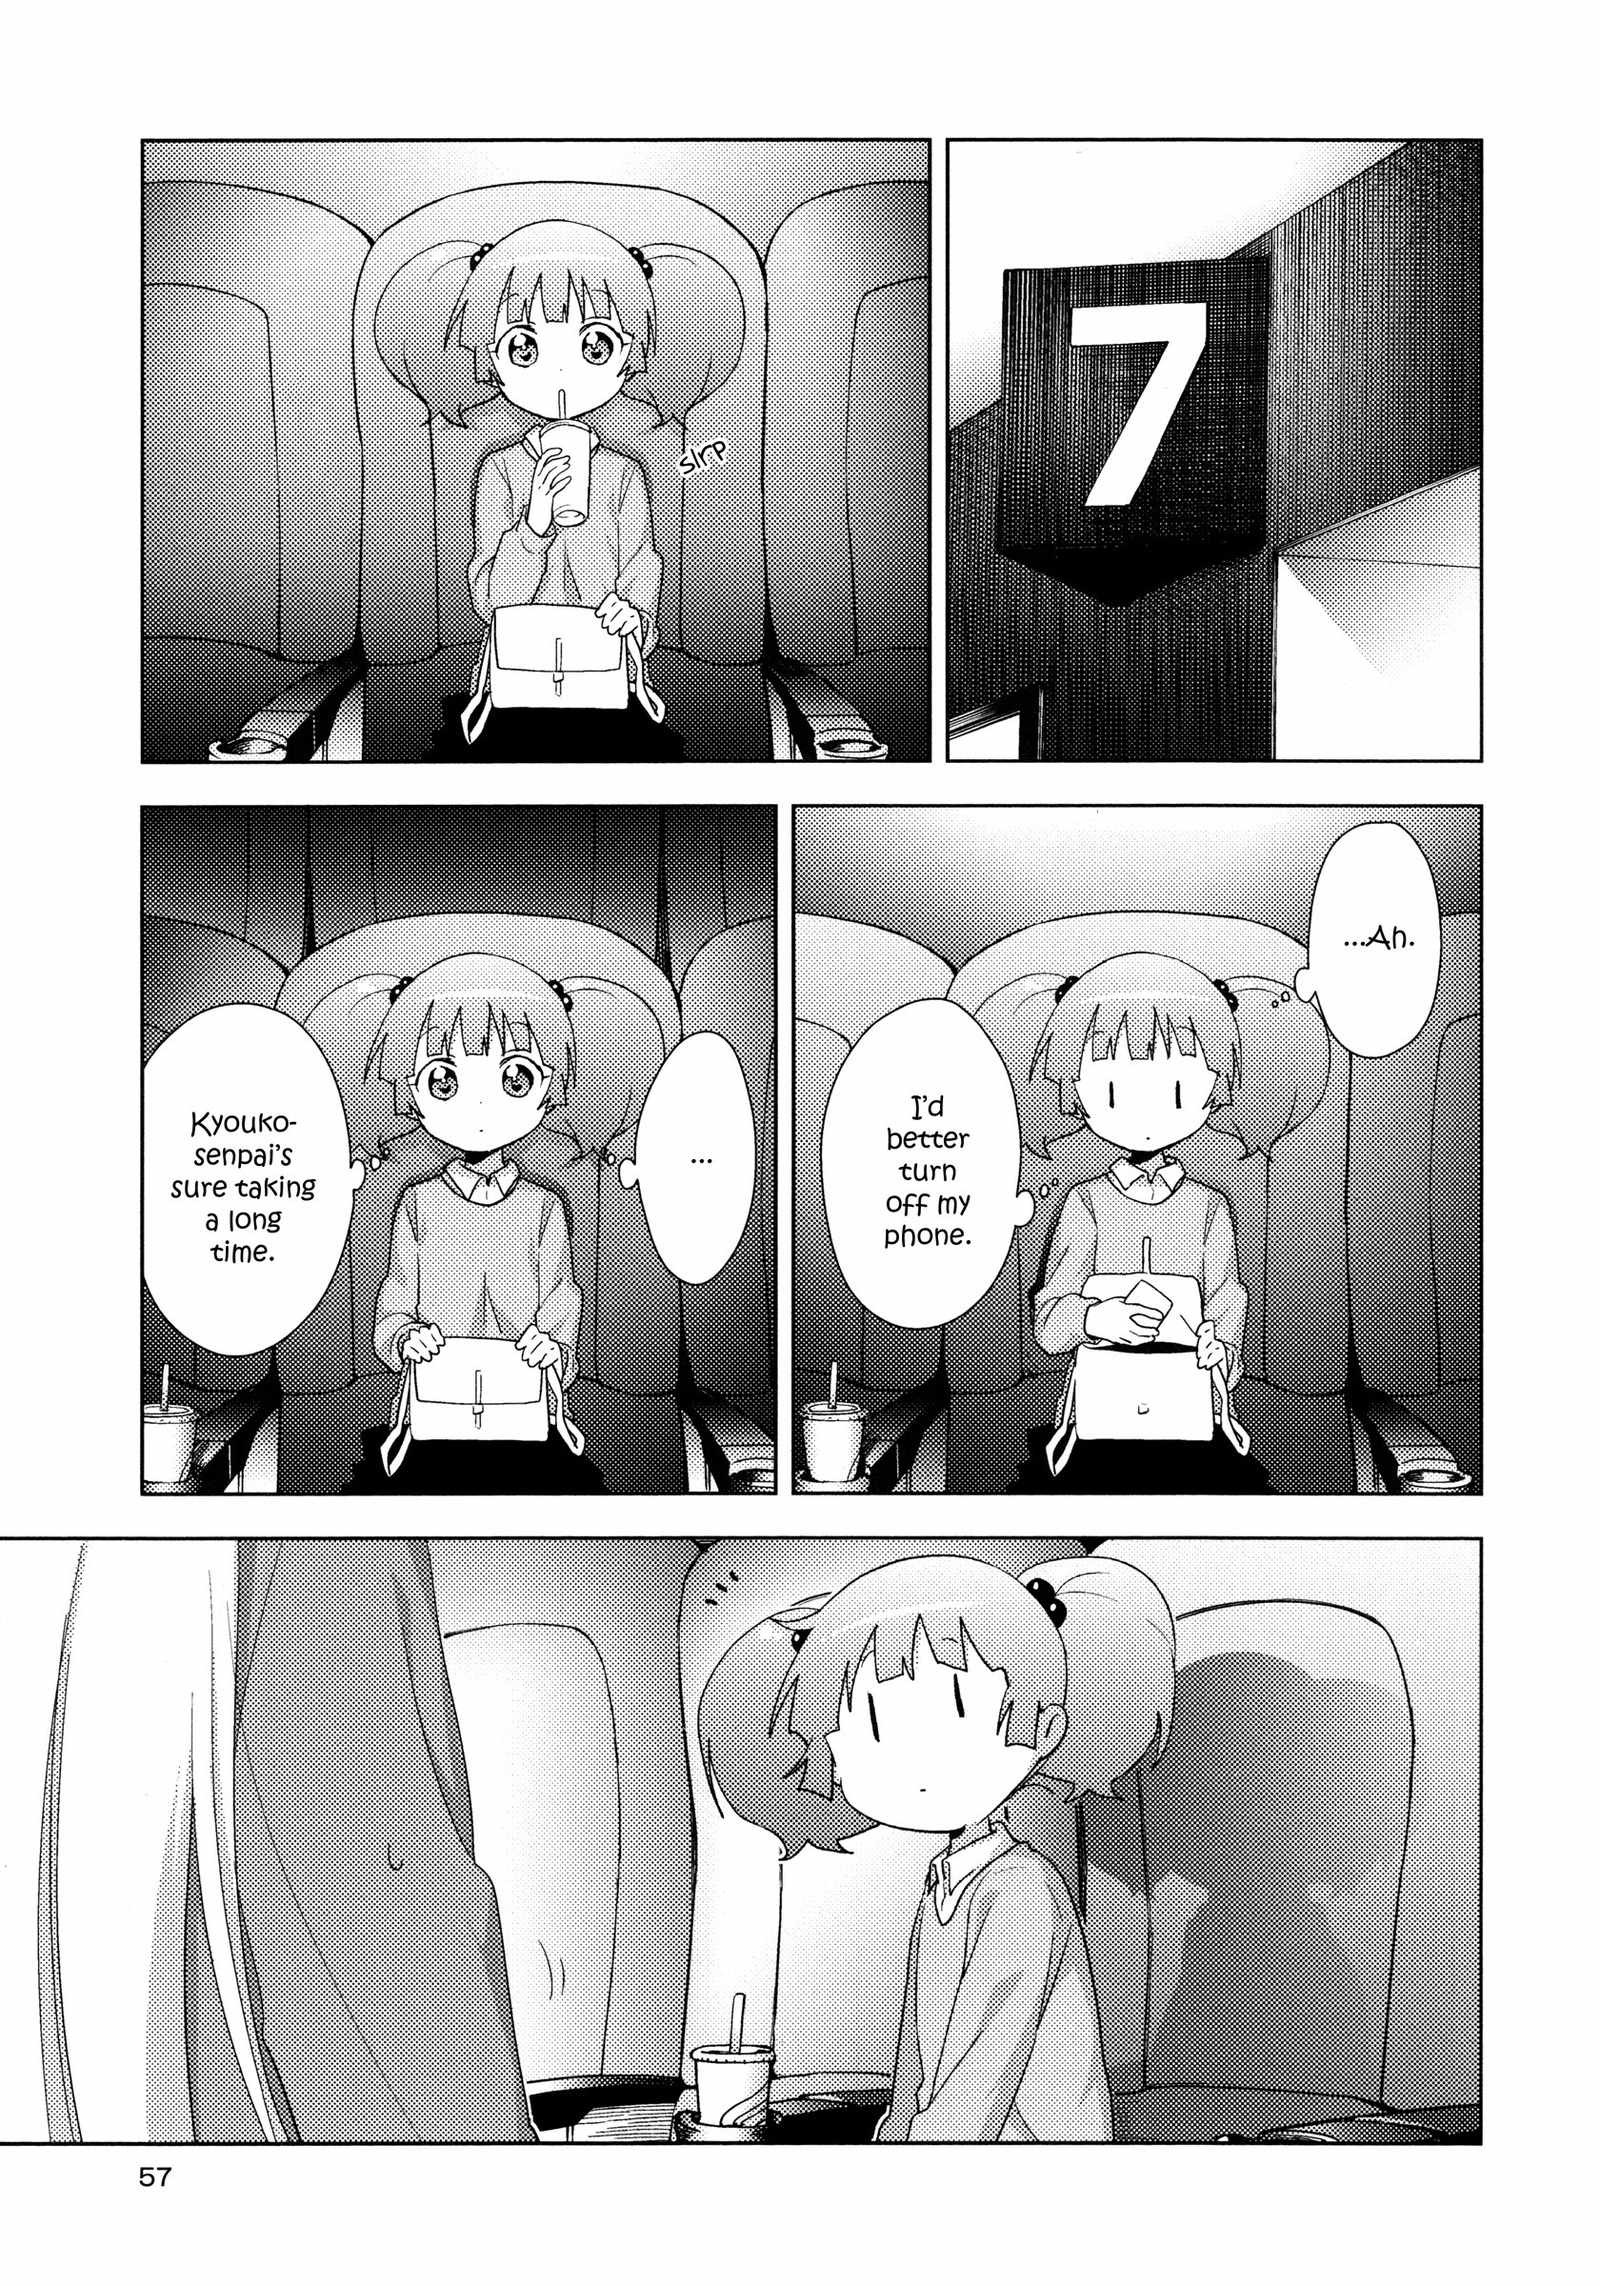 7
slrp
...Ah.
I'd
better
turn
off my
phone.
...
Kyouko-
senpai's
sure taking
a long
time.
57